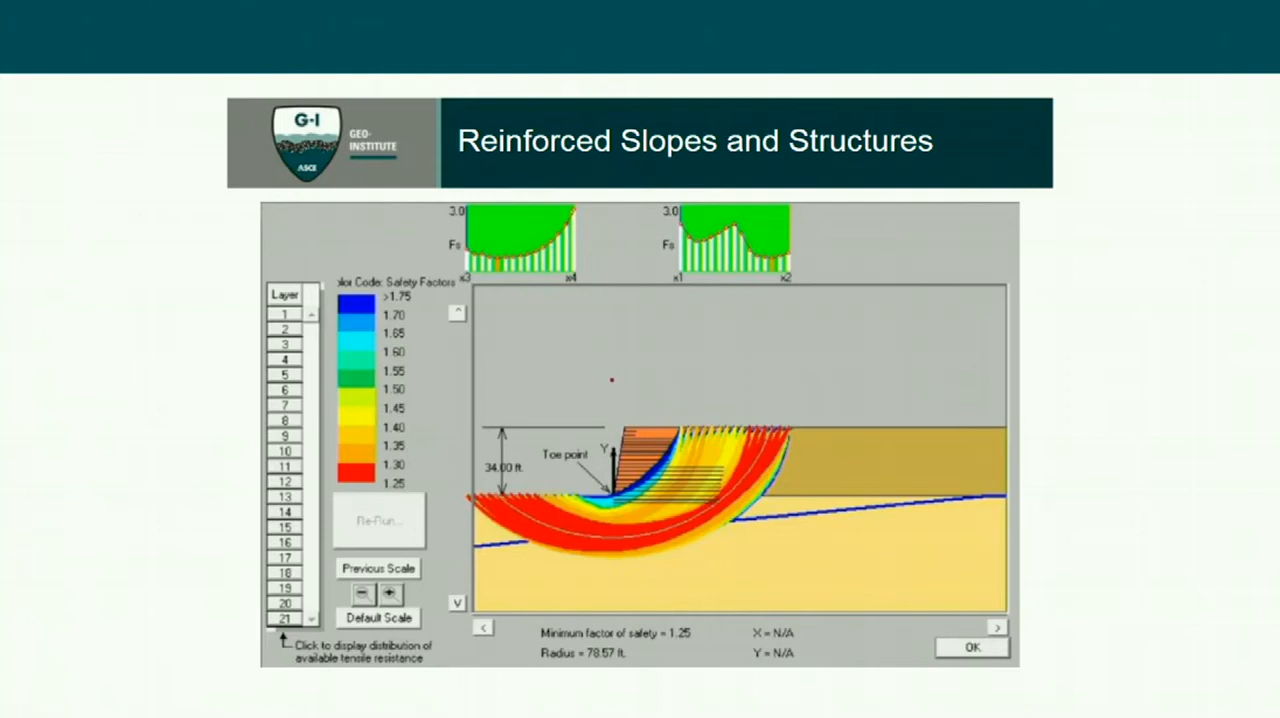 G-I
GEO-
INSTITUTE
ASCE
Reinforced Slopes and Structures
3.0
Fs
x3
x4
3.0
Fs
x1
x2
Layer
1
2
3
4
5
6
7
8
9
10
11
12
13
14
15
16
17
18
19
20
21
olor Code: Safety Factors
>1.75
1.70
1.65
1.60
1.55
1.50
1.45
1.40
1.35
1.30
1.25
Re-Run...
Previous Scale
Default Scale
Click to display distribution of
available tensile resistance
^
v
34.00 ft.
Toe point
Y
<
>
Minimum factor of safety = 1.25
X = N/A
Radius = 78.57 ft.
Y = N/A
OK